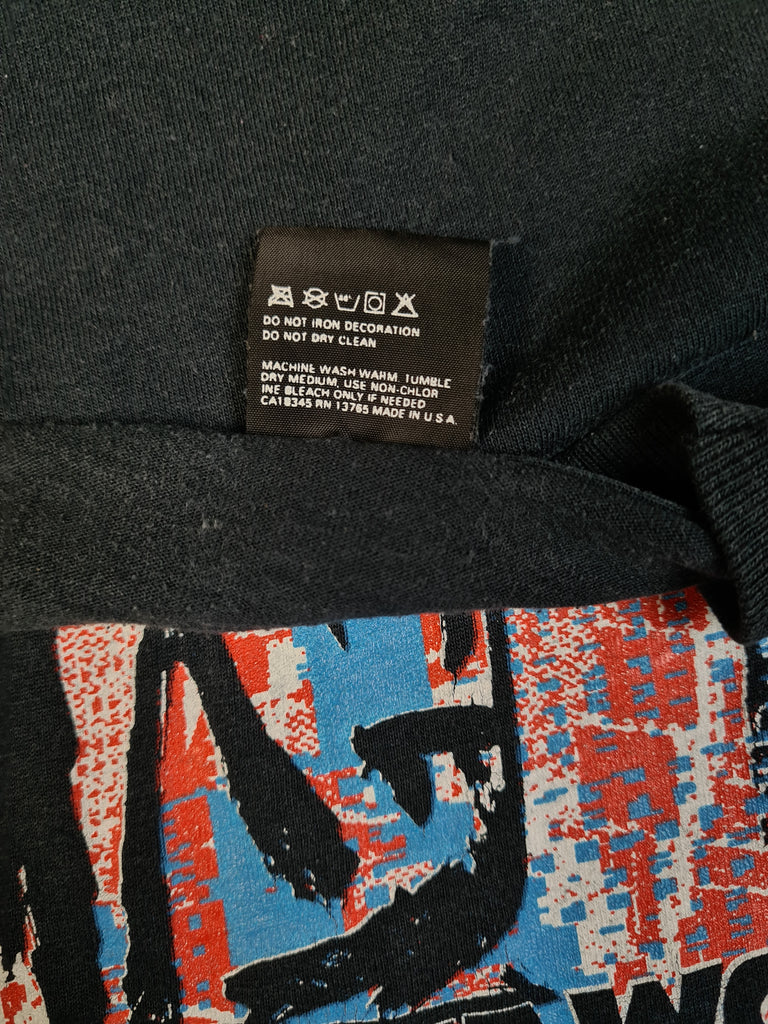 DO NOT IRON DECORATION
DO NOT DRY CLEAN
MACHINE WASH WARM, TUMBLE
DRY MEDIUM, USE NON-CHLOR
INE BLEACH ONLY IF NEEDED
CA18345 RN 13765 MADE IN U S A.